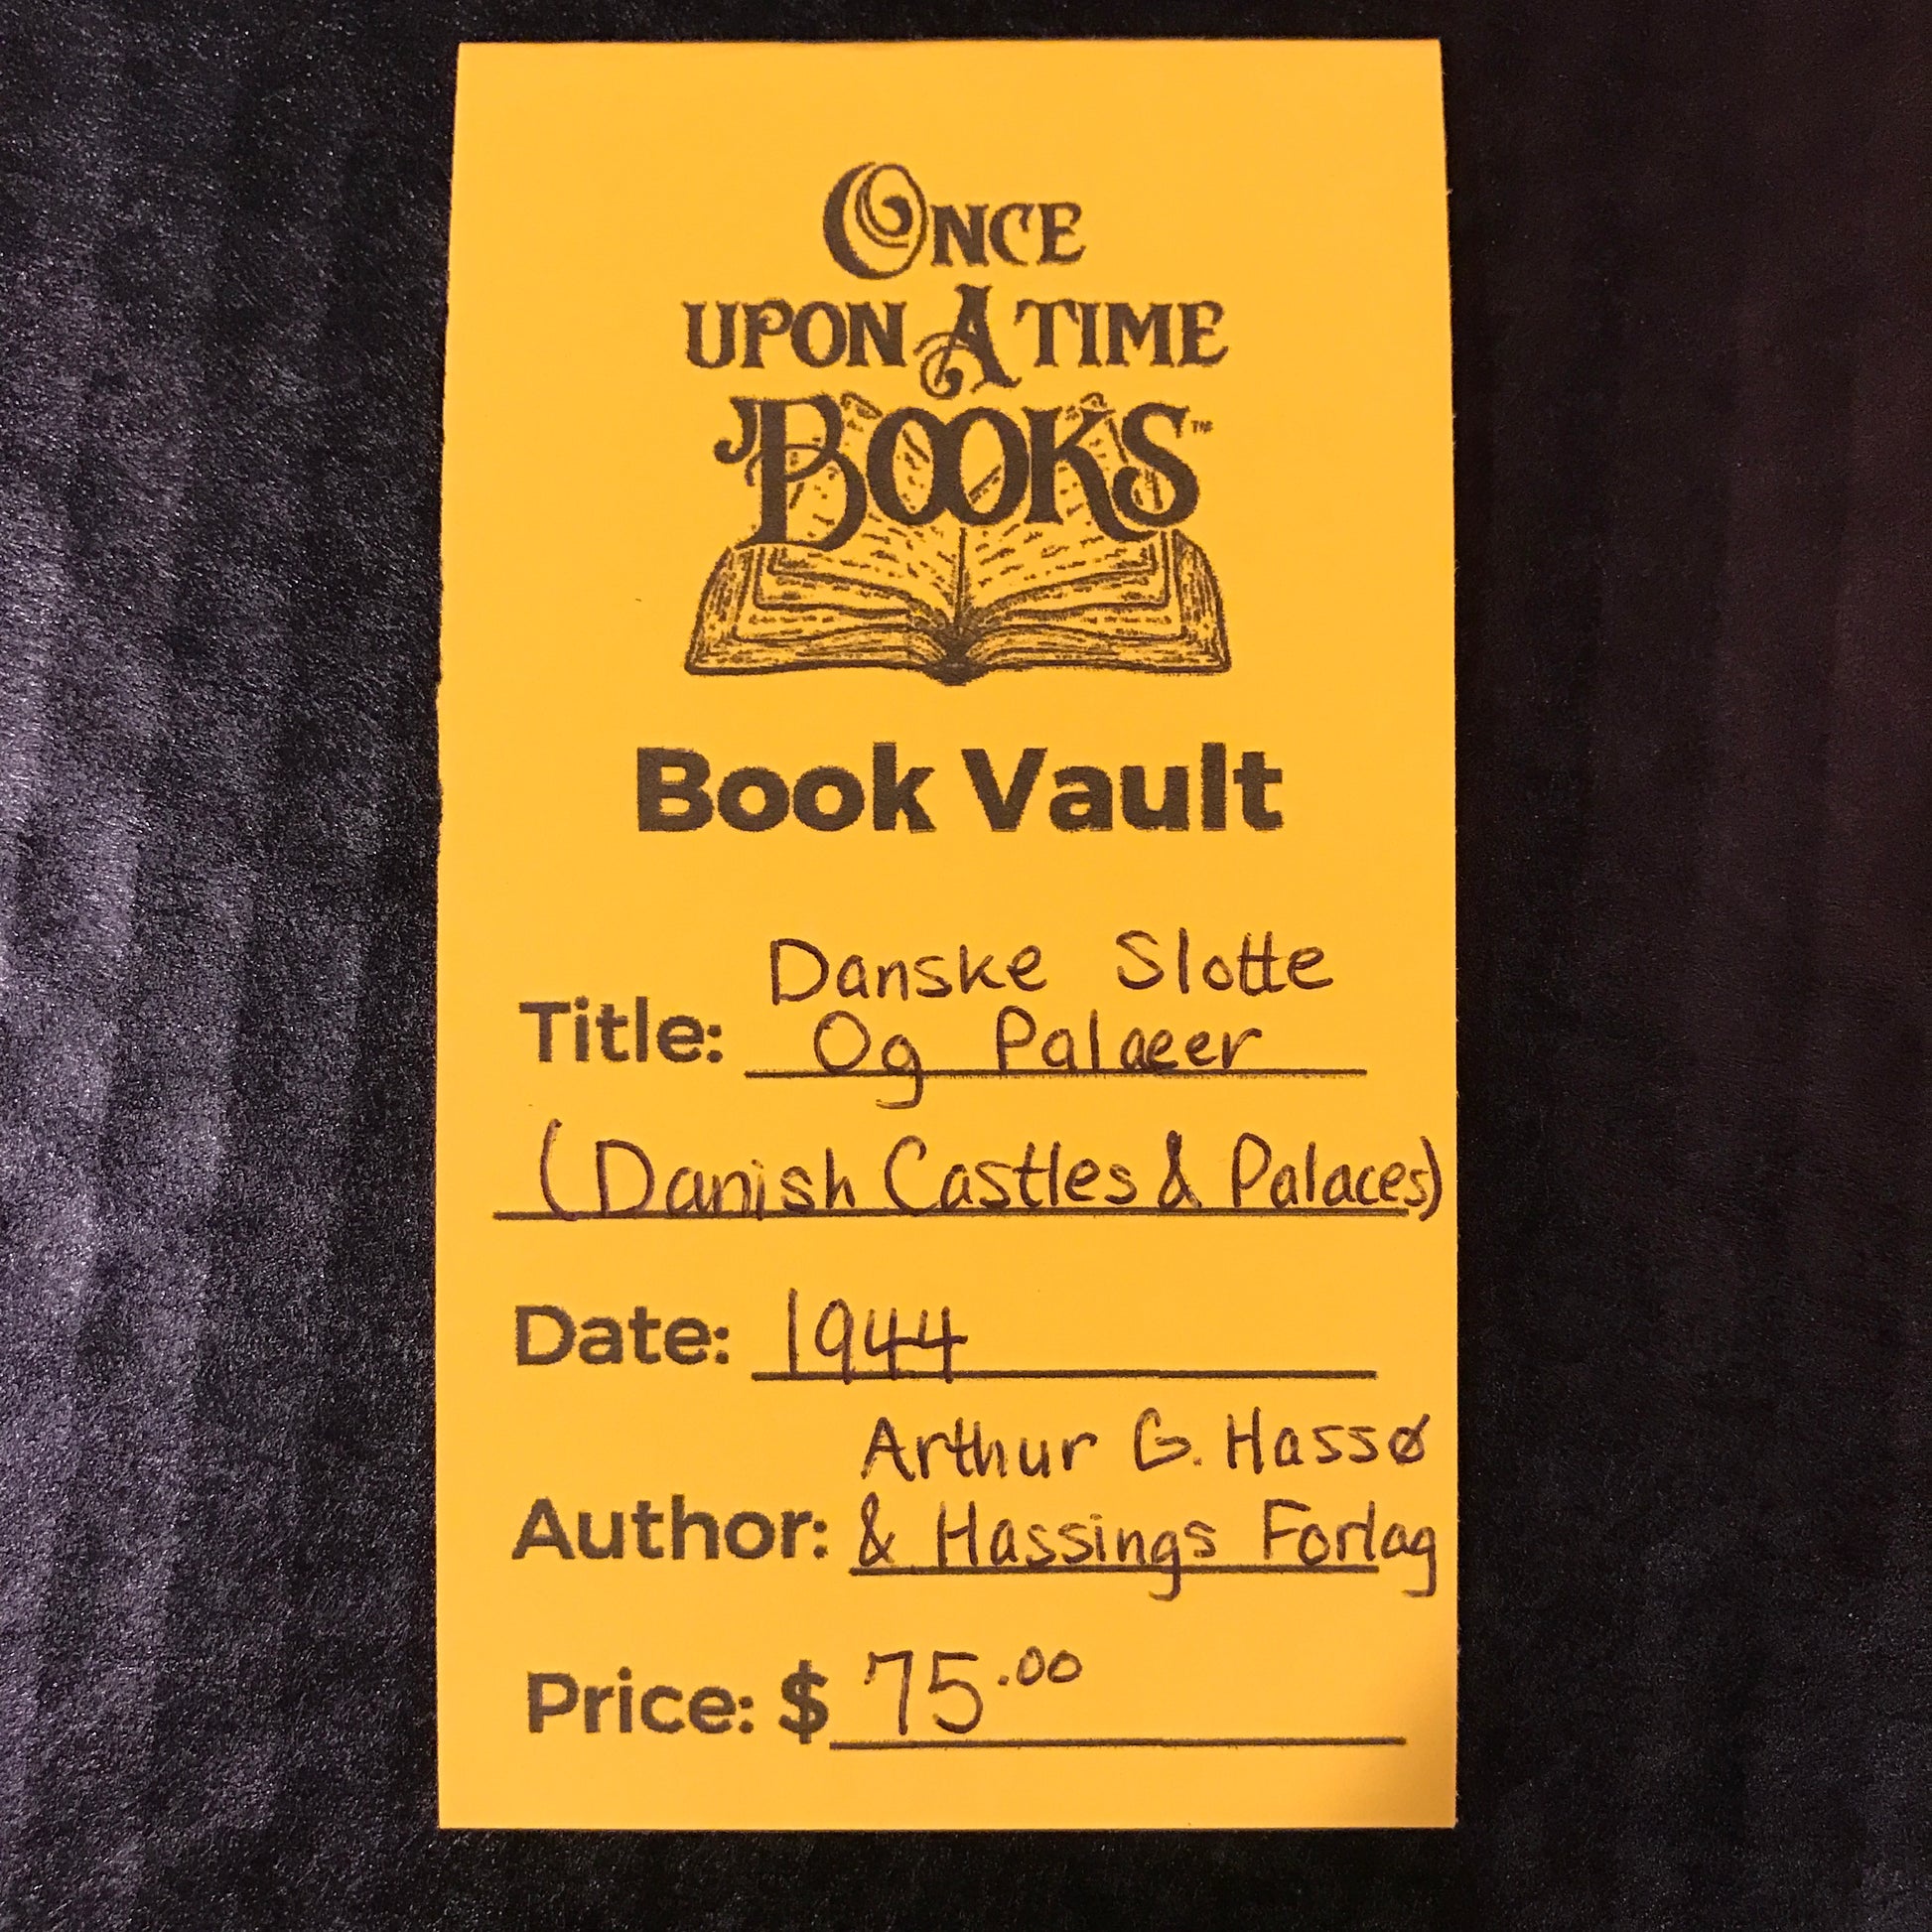 ONCE
UPON A TIME
BOOKS™
Book Vault
Danske Slotte
Title: Og Palaeer
(Danish Castles & Palaces)
Date: 1944
Arthur G. Hassø
Author: & Hassings Forlag
Price: $ 75.00